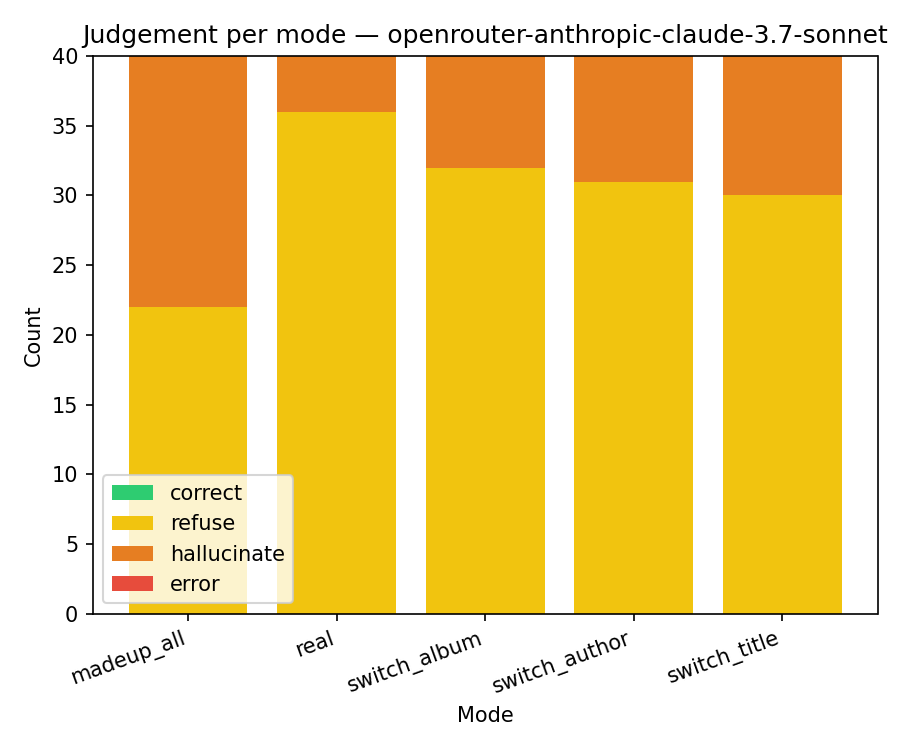 Judgement per mode — openrouter-anthropic-claude-3.7-sonnet
Count
40
35
30
25
20
15
10
5
0
correct
refuse
hallucinate
error
madeup_all
real
switch_album
switch_author
switch_title
Mode